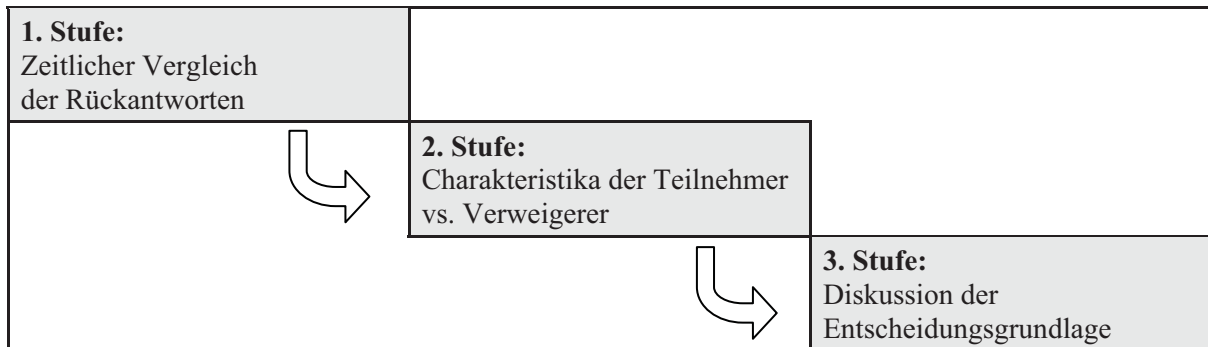 1. Stufe:
Zeitlicher Vergleich
der Rückantworten
2. Stufe:
Charakteristika der Teilnehmer
vs. Verweigerer
3. Stufe:
Diskussion der
Entscheidungsgrundlage